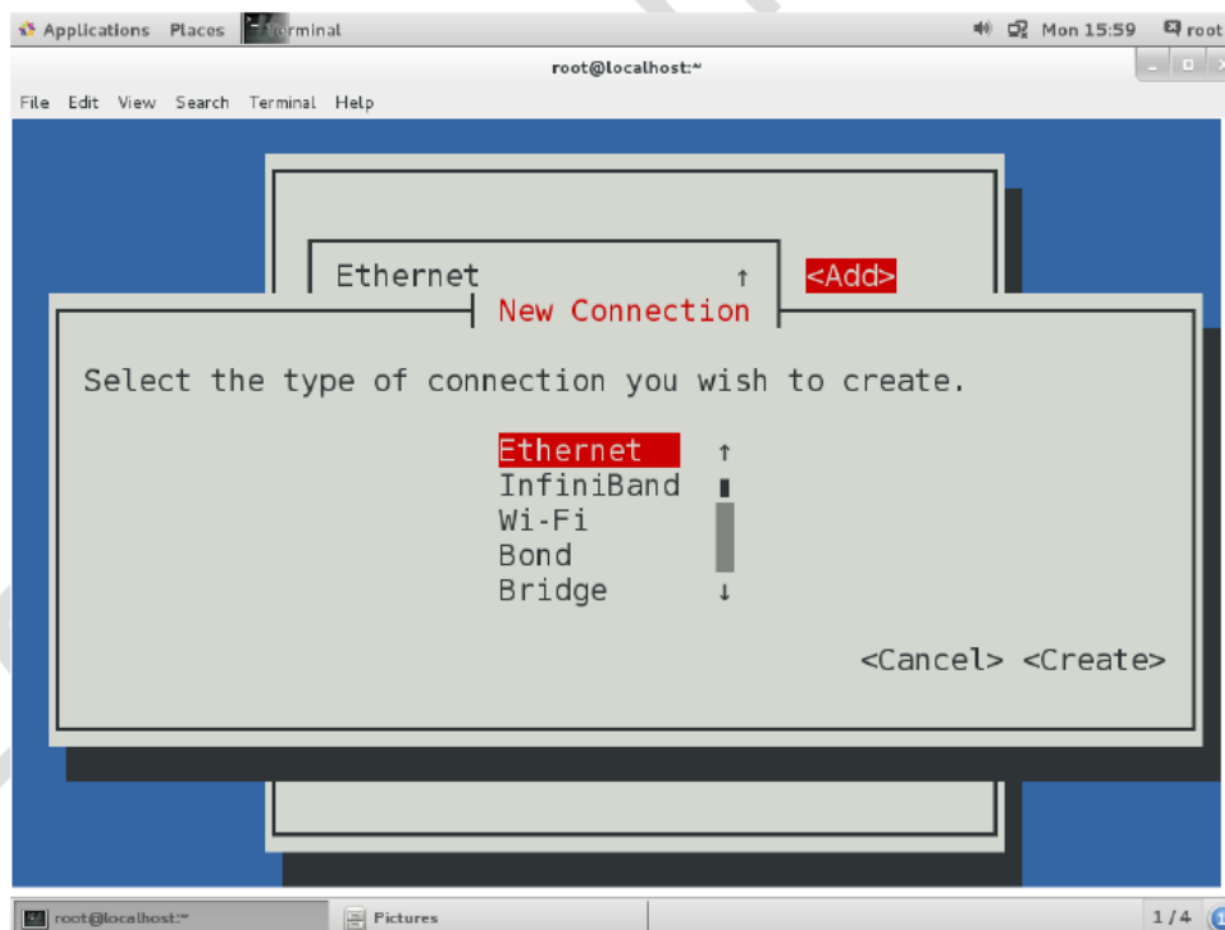 Applications Places Terminal Mon 15:59 root
root@localhost:~
File Edit View Search Terminal Help
Ethernet ↑ <Add>
New Connection
Select the type of connection you wish to create.
Ethernet ↑
InfiniBand
Wi-Fi
Bond
Bridge ↓
<Cancel> <Create>
root@localhost:~ Pictures 1 / 4 1